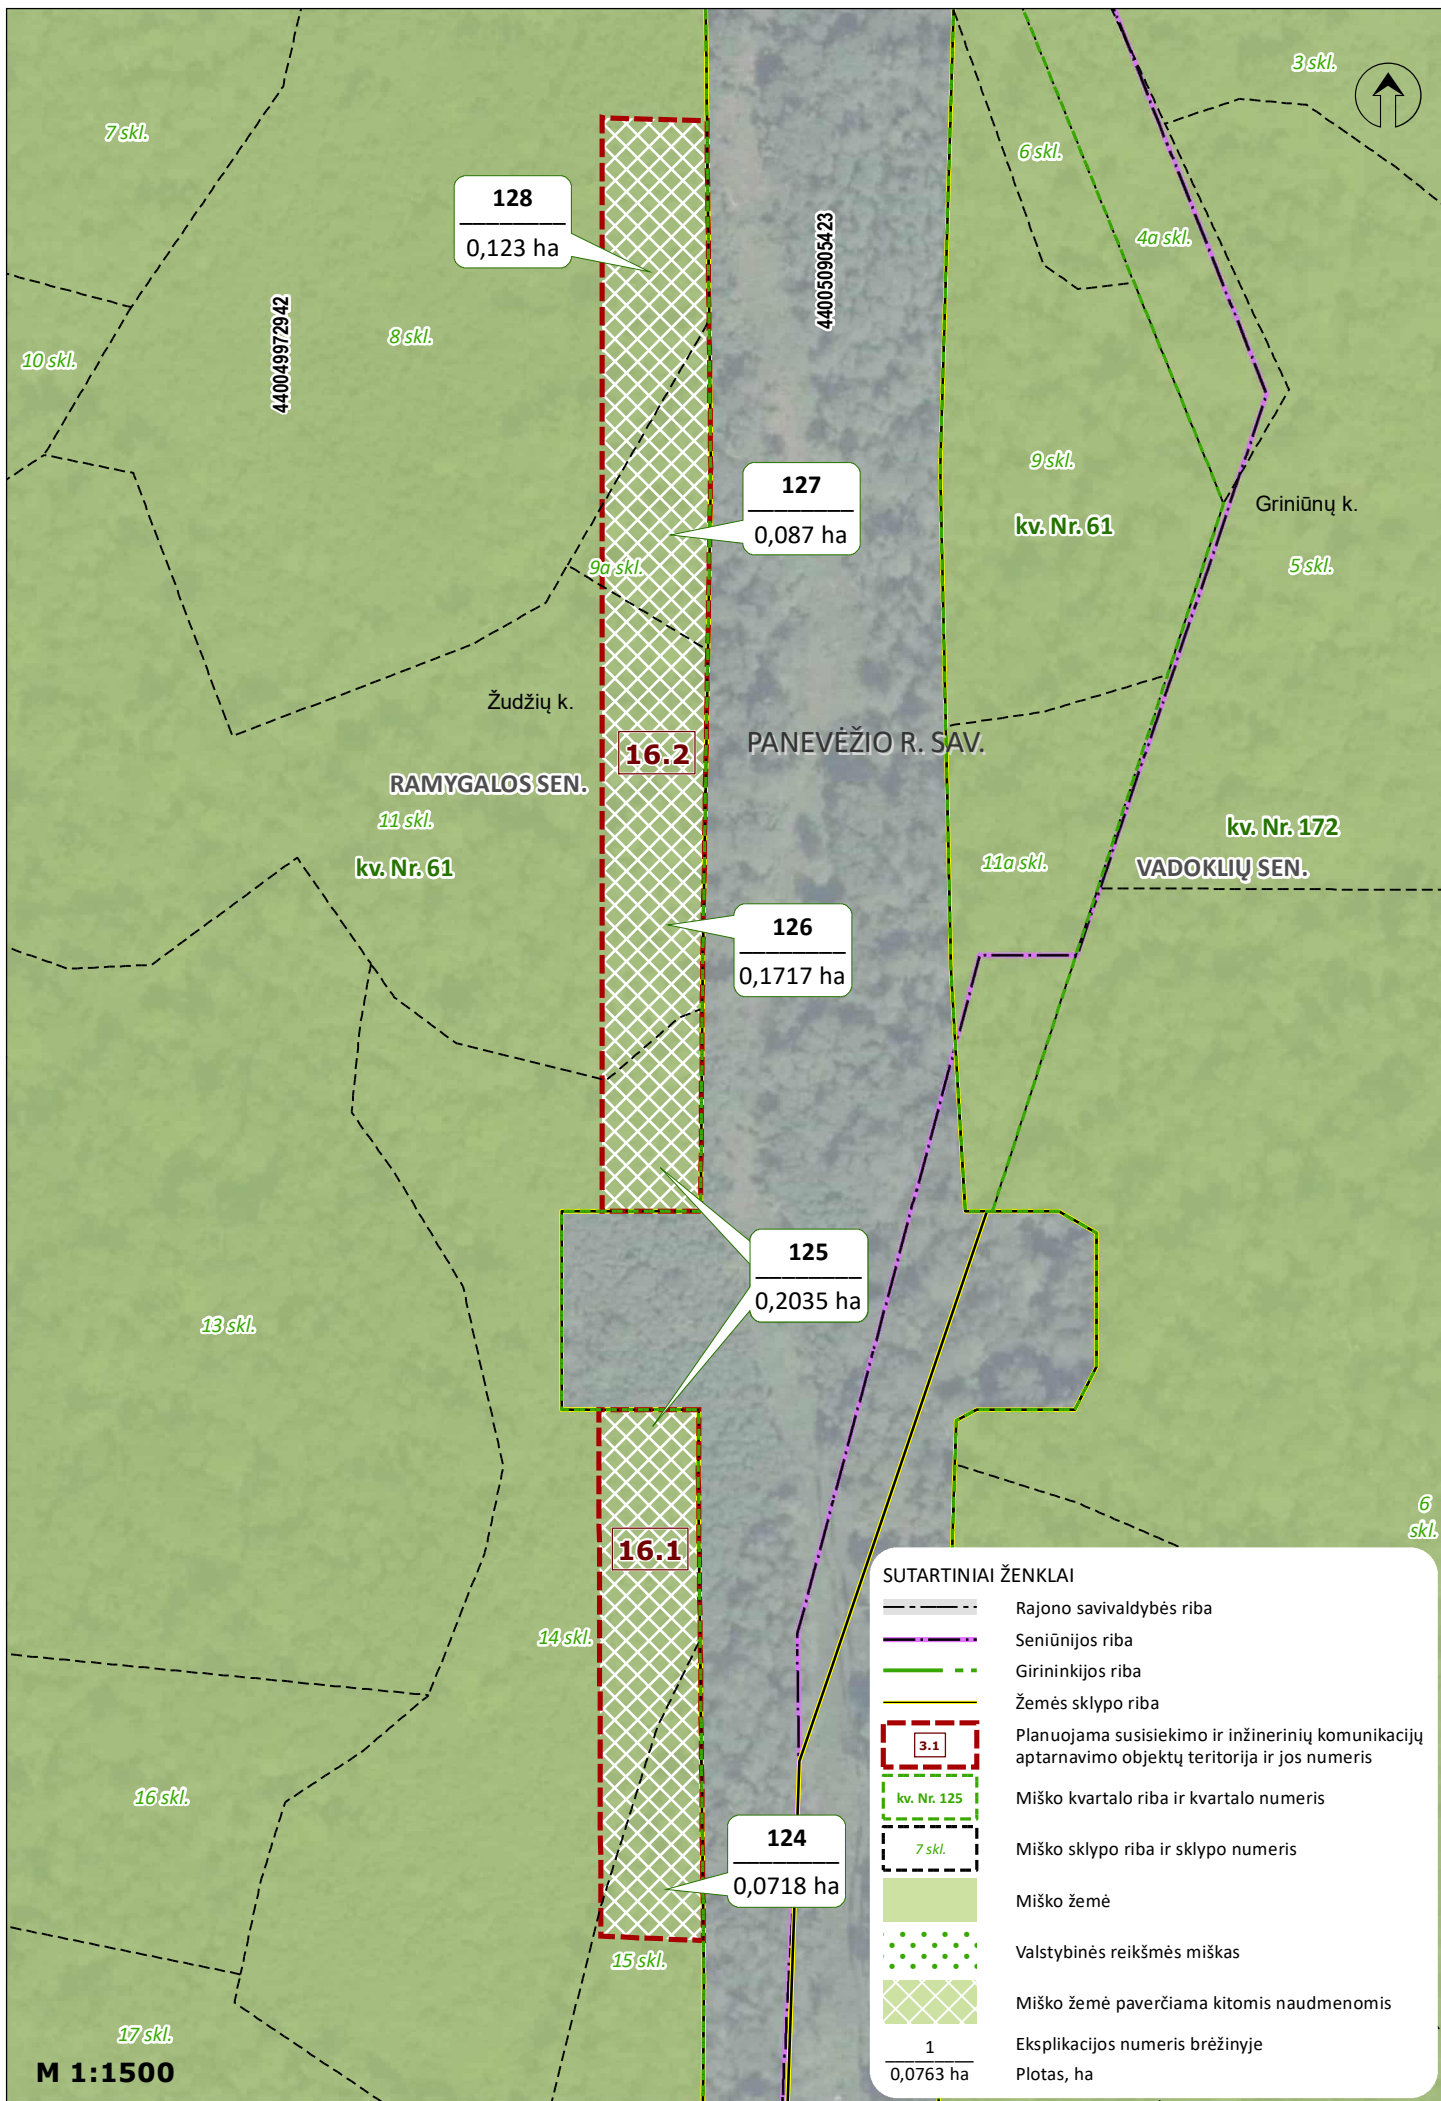 3 skl.
7 skl.
6 skl.
128
0,123 ha
4a skl.
440050905423
440049972942
8 skl.
10 skl.
9 skl.
127
0,087 ha
Griniūnų k.
kv. Nr. 61
9a skl.
5 skl.
Žudžių k.
16.2
PANEVĖŽIO R. SAV.
RAMYGALOS SEN.
11 skl.
kv. Nr. 61
kv. Nr. 172
11a skl.
VADOKLIŲ SEN.
126
0,1717 ha
125
0,2035 ha
13 skl.
6
skl.
16.1
14 skl.
16 skl.
124
0,0718 ha
15 skl.
17 skl.
M 1:1500
SUTARTINIAI ŽENKLAI
Rajono savivaldybės riba
Seniūnijos riba
Girininkijos riba
Žemės sklypo riba
3.1
Planuojama susisiekimo ir inžinerinių komunikacijų
aptarnavimo objektų teritorija ir jos numeris
kv. Nr. 125
Miško kvartalo riba ir kvartalo numeris
7 skl.
Miško sklypo riba ir sklypo numeris
Miško žemė
Valstybinės reikšmės miškas
Miško žemė paverčiama kitomis naudmenomis
1
Eksplikacijos numeris brėžinyje
0,0763 ha
Plotas, ha